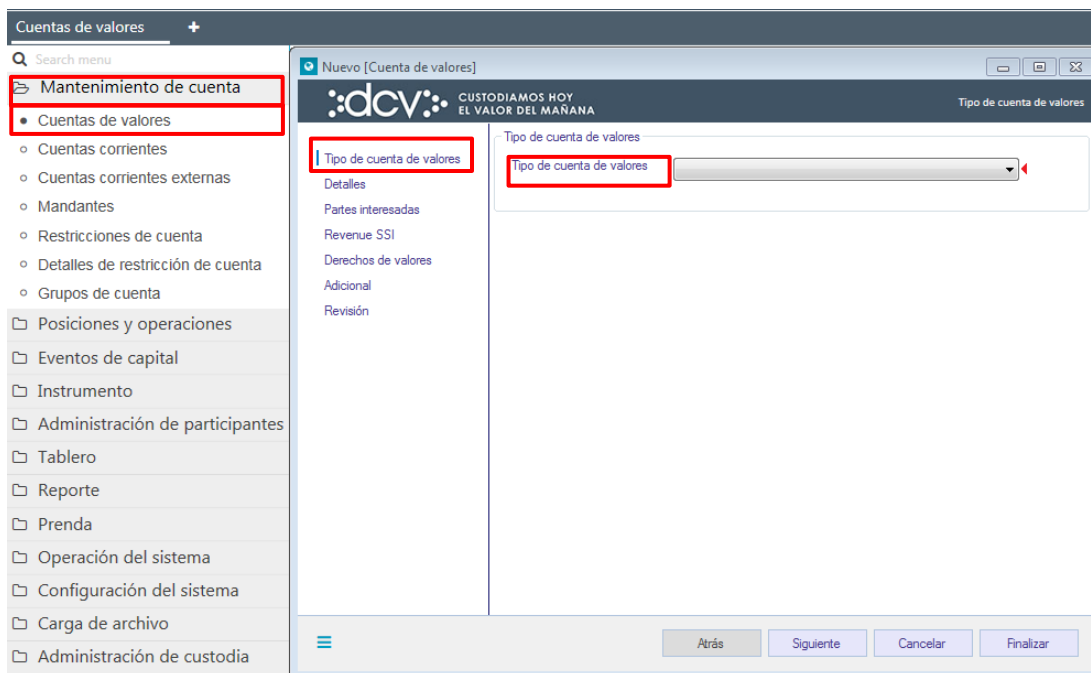 Cuentas de valores +
Search menu
Mantenimiento de cuenta
Cuentas de valores
Cuentas corrientes
Cuentas corrientes externas
Mandantes
Restricciones de cuenta
Detalles de restricción de cuenta
Grupos de cuenta
Posiciones y operaciones
Eventos de capital
Instrumento
Administración de participantes
Tablero
Reporte
Prenda
Operación del sistema
Configuración del sistema
Carga de archivo
Administración de custodia
Nuevo [Cuenta de valores]
dcv CUSTODIAMOS HOY
EL VALOR DEL MAÑANA
Tipo de cuenta de valores
Tipo de cuenta de valores
Detalles
Partes interesadas
Revenue SSI
Derechos de valores
Adicional
Revisión
Tipo de cuenta de valores
Tipo de cuenta de valores
Atrás Siguiente Cancelar Finalizar